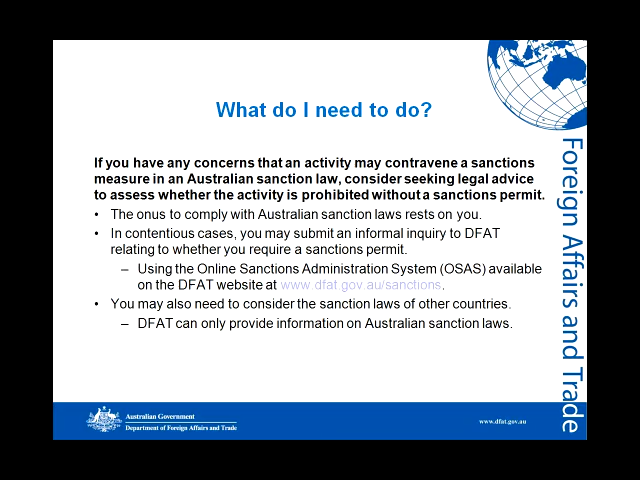 What do I need to do?
If you have any concerns that an activity may contravene a sanctions
measure in an Australian sanction law, consider seeking legal advice
to assess whether the activity is prohibited without a sanctions permit.
• The onus to comply with Australian sanction laws rests on you.
• In contentious cases, you may submit an informal inquiry to DFAT
relating to whether you require a sanctions permit.
– Using the Online Sanctions Administration System (OSAS) available
on the DFAT website at www.dfat.gov.au/sanctions.
• You may also need to consider the sanction laws of other countries.
– DFAT can only provide information on Australian sanction laws.
Foreign Affairs and Trade
Australian Government
Department of Foreign Affairs and Trade
www.dfat.gov.au